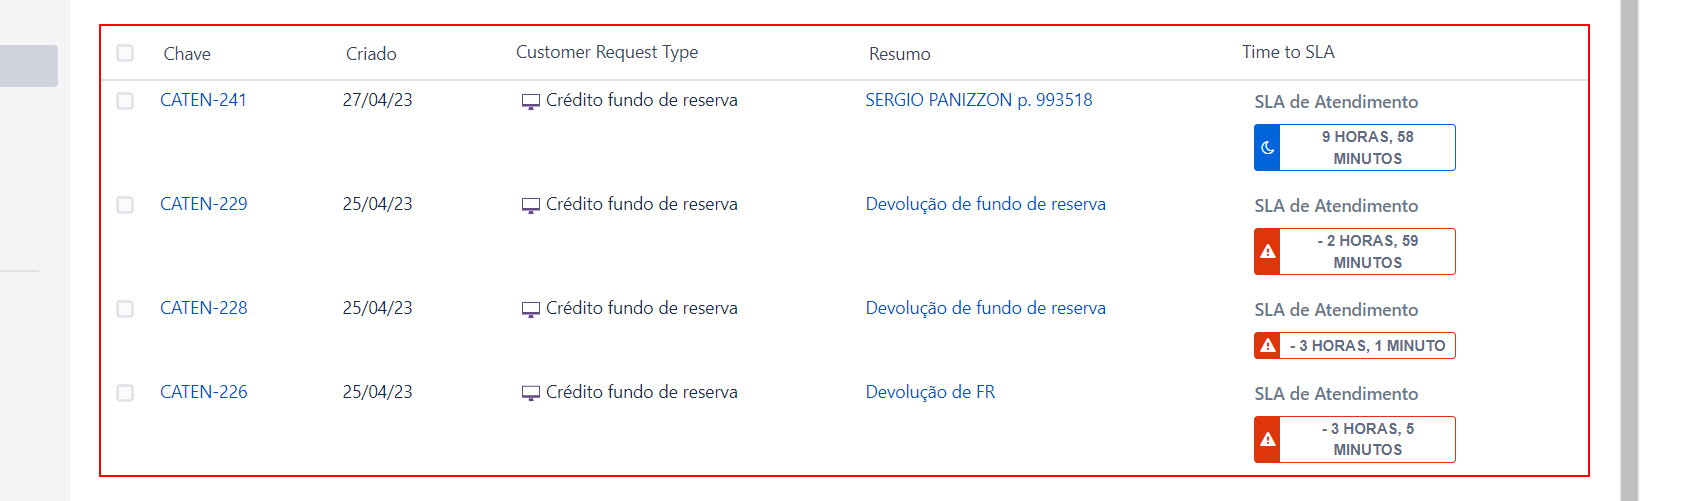 Chave Criado Customer Request Type Resumo Time to SLA
CATEN-241 27/04/23 Crédito fundo de reserva SERGIO PANIZZON p. 993518 SLA de Atendimento
9 HORAS, 58
MINUTOS
CATEN-229 25/04/23 Crédito fundo de reserva Devolução de fundo de reserva SLA de Atendimento
- 2 HORAS, 59
MINUTOS
CATEN-228 25/04/23 Crédito fundo de reserva Devolução de fundo de reserva SLA de Atendimento
- 3 HORAS, 1 MINUTO
CATEN-226 25/04/23 Crédito fundo de reserva Devolução de FR SLA de Atendimento
- 3 HORAS, 5
MINUTOS